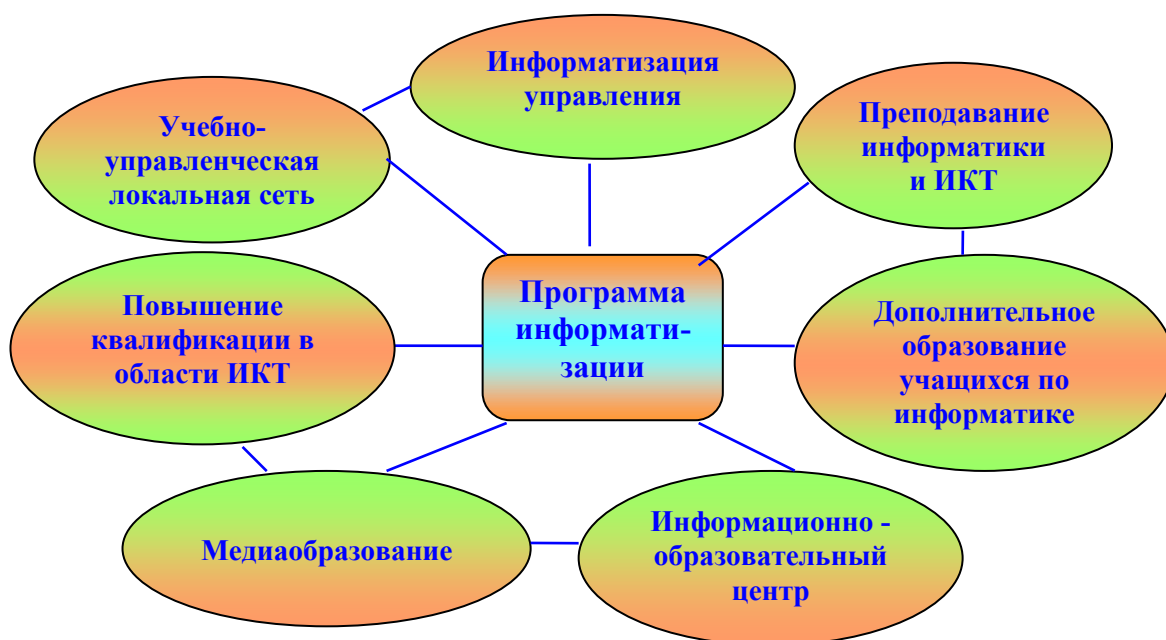 Информатизация
управления
Учебно-
управленческая
локальная сеть
Преподавание
информатики
и ИКТ
Программа
информати-
зации
Повышение
квалификации в
области ИКТ
Дополнительное
образование
учащихся по
информатике
Медиаобразование
Информационно -
образовательный
центр